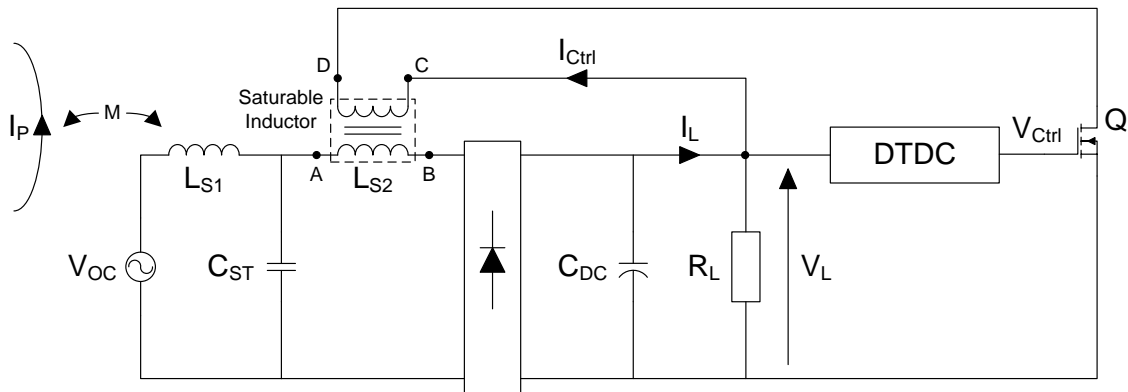 I_Ctrl
D
C
Saturable
Inductor
I_P
M
I_L
V_Ctrl
Q
DTDC
A
L_S2
B
L_S1
V_OC
C_ST
C_DC
R_L
V_L